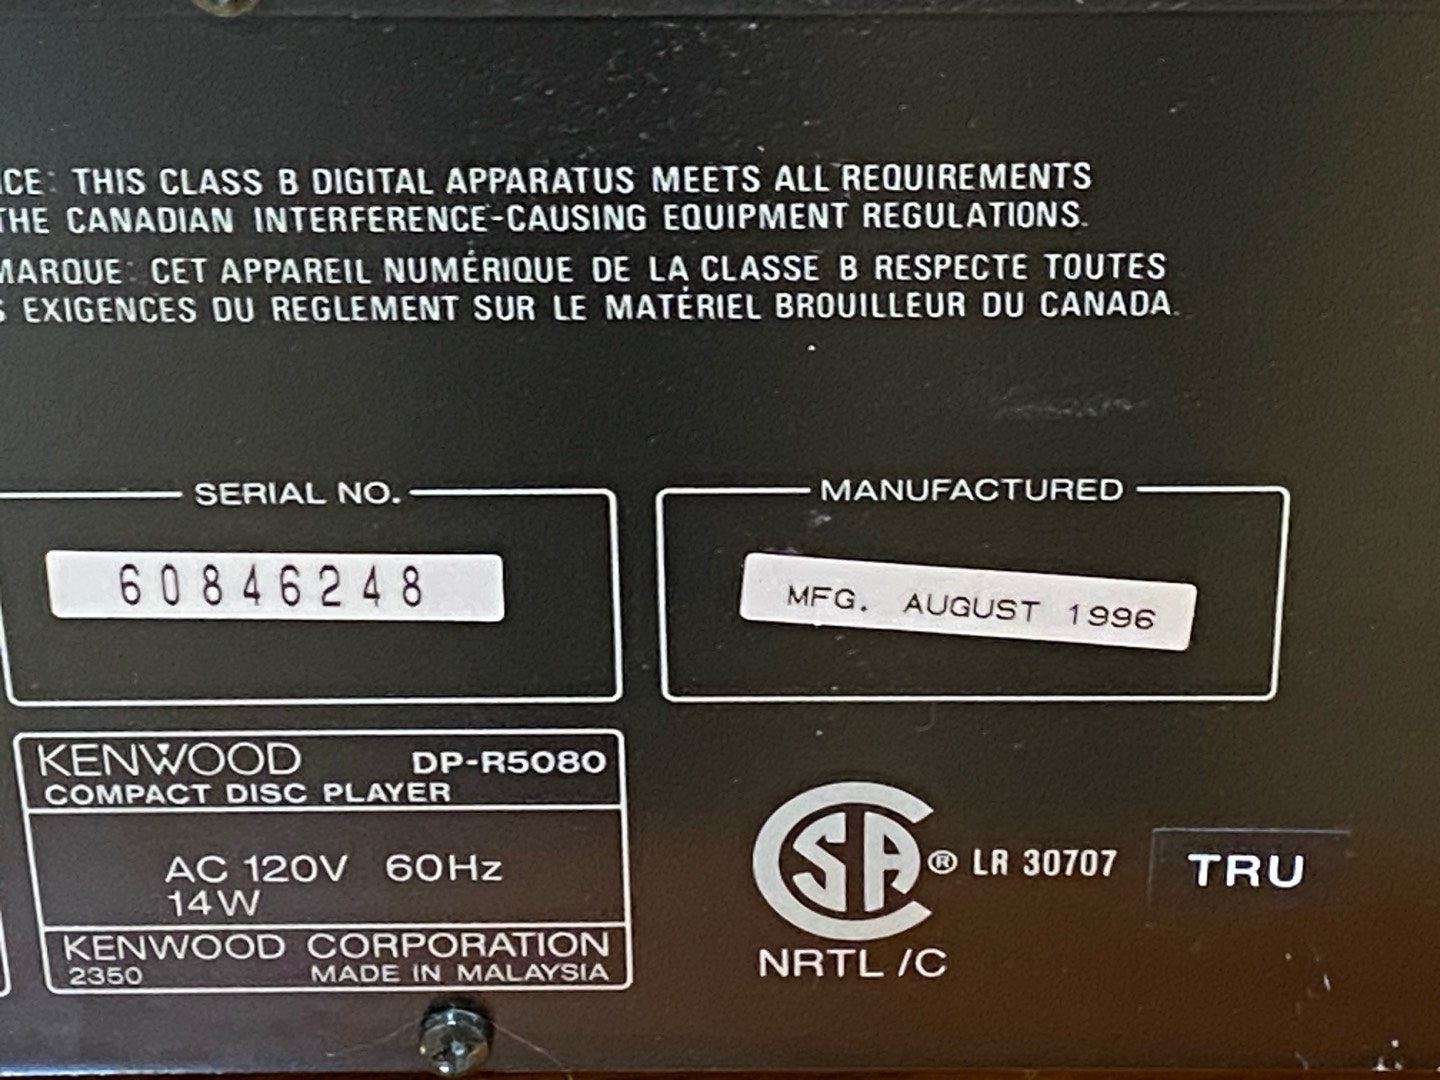 CE: THIS CLASS B DIGITAL APPARATUS MEETS ALL REQUIREMENTS
THE CANADIAN INTERFERENCE-CAUSING EQUIPMENT REGULATIONS.
MARQUE: CET APPAREIL NUMÉRIQUE DE LA CLASSE B RESPECTE TOUTES
S EXIGENCES DU REGLEMENT SUR LE MATÉRIEL BROUILLEUR DU CANADA.
SERIAL NO.
60846248
MANUFACTURED
MFG. AUGUST 1996
KENWOOD DP-R5080
COMPACT DISC PLAYER
AC 120V 60Hz
14W
KENWOOD CORPORATION
2350 MADE IN MALAYSIA
CSA ® LR 30707
NRTL /C
TRU